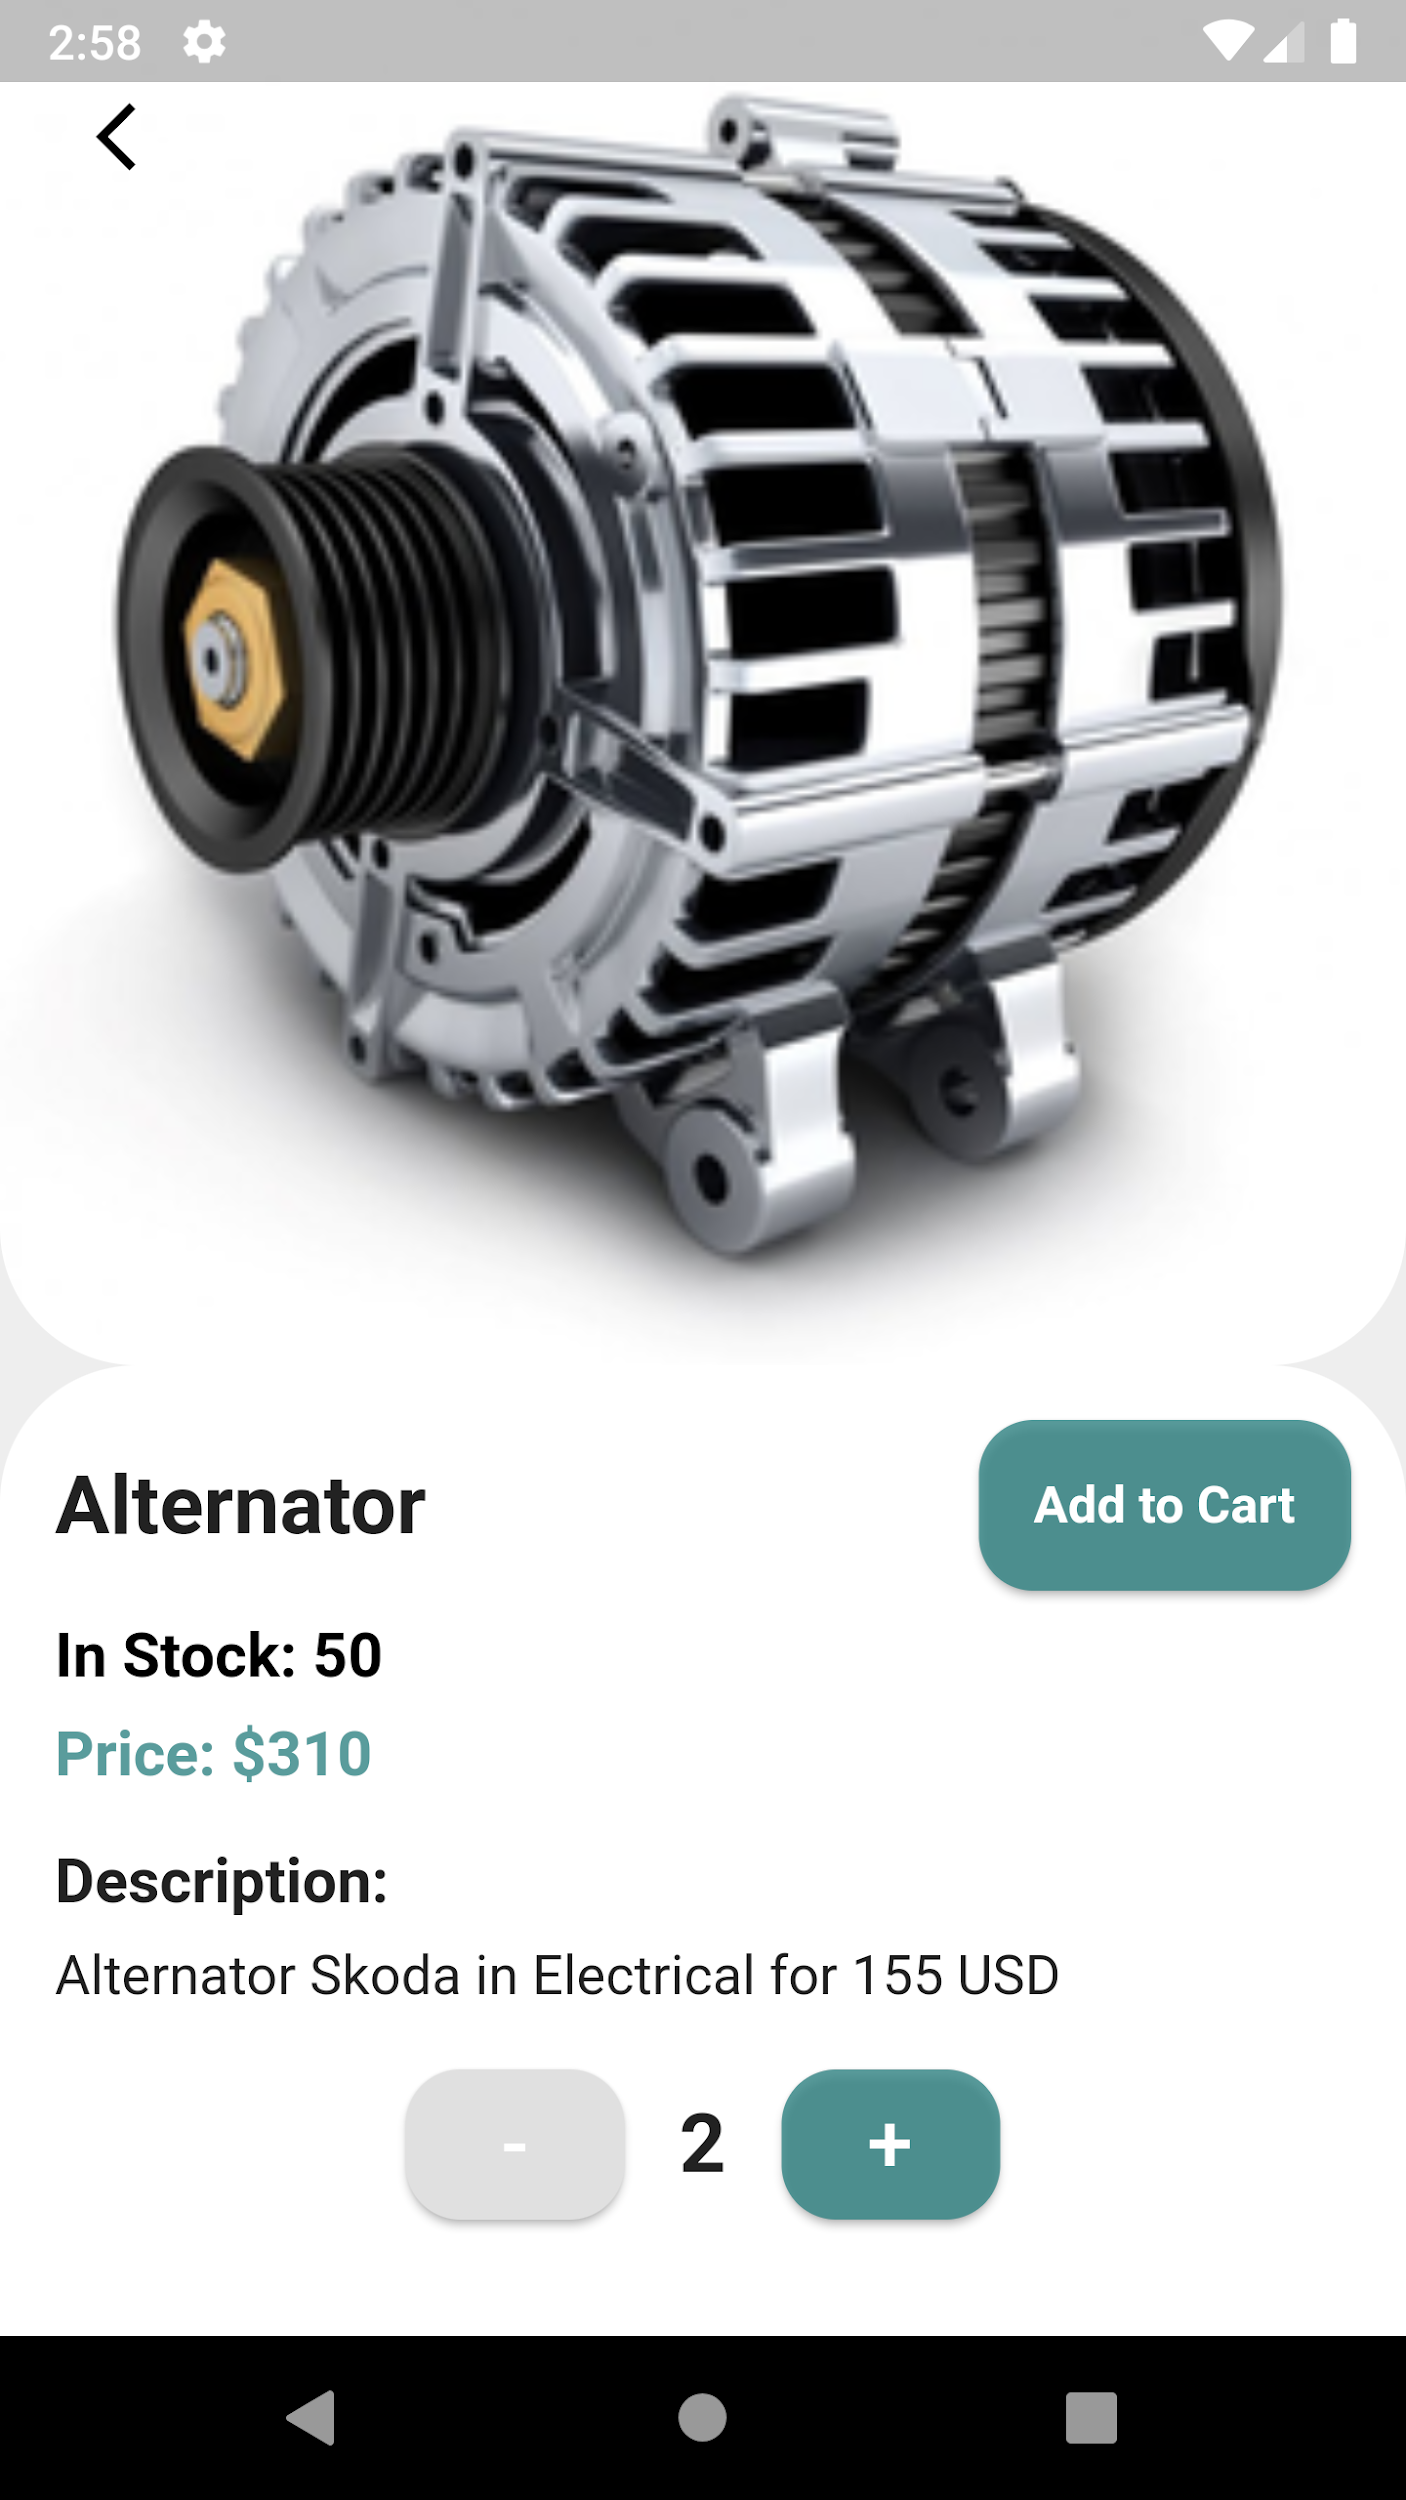 2:58
Alternator
Add to Cart
In Stock: 50
Price: $310
Description:
Alternator Skoda in Electrical for 155 USD
- 2 +